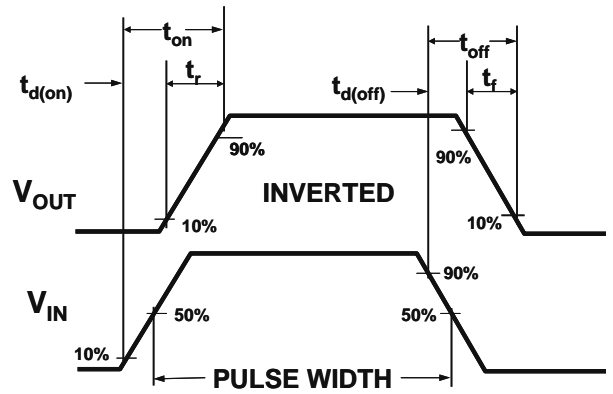 t_on t_off
t_d(on) t_r t_d(off) t_f
90% 90%
V_OUT INVERTED
10% 10%
90%
V_IN 50% 50%
10%
PULSE WIDTH